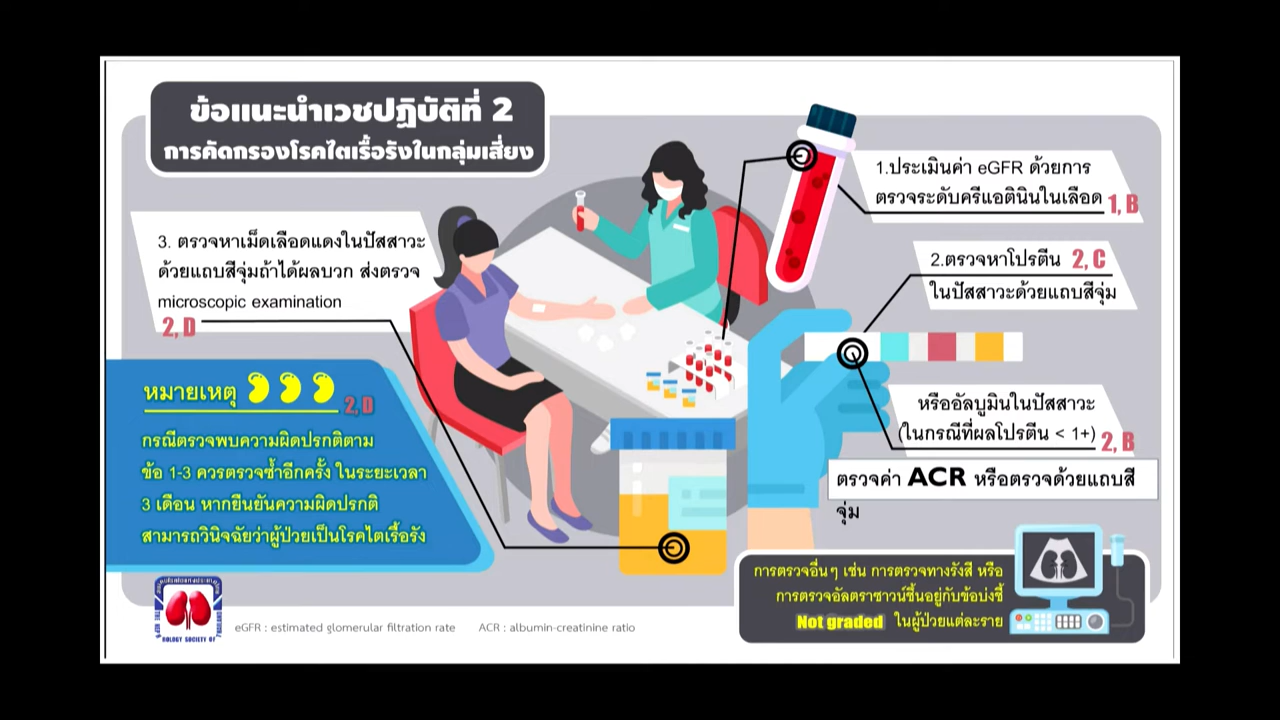 ข้อแนะนำเวชปฏิบัติที่ 2
การคัดกรองโรคไตเรื้อรังในกลุ่มเสี่ยง
1.ประเมินค่า eGFR ด้วยการ
ตรวจระดับครีแอตินินในเลือด 1, B
2.ตรวจหาโปรตีน 2, C
ในปัสสาวะด้วยแถบสีจุ่ม
หรืออัลบูมินในปัสสาวะ
(ในกรณีที่ผลโปรตีน < 1+) 2, B
ตรวจค่า ACR หรือตรวจด้วยแถบสี
จุ่ม
3. ตรวจหาเม็ดเลือดแดงในปัสสาวะ
ด้วยแถบสีจุ่มถ้าได้ผลบวก ส่งตรวจ
microscopic examination
2, D
หมายเหตุ 2, D
กรณีตรวจพบความผิดปรกติตาม
ข้อ 1-3 ควรตรวจซ้ำอีกครั้ง ในระยะเวลา
3 เดือน หากยืนยันความผิดปรกติ
สามารถวินิจฉัยว่าผู้ป่วยเป็นโรคไตเรื้อรัง
การตรวจอื่นๆ เช่น การตรวจทางรังสี หรือ
การตรวจอัลตราซาวน์ขึ้นอยู่กับข้อบ่งชี้
Not graded ในผู้ป่วยแต่ละราย
eGFR : estimated glomerular filtration rate ACR : albumin-creatinine ratio